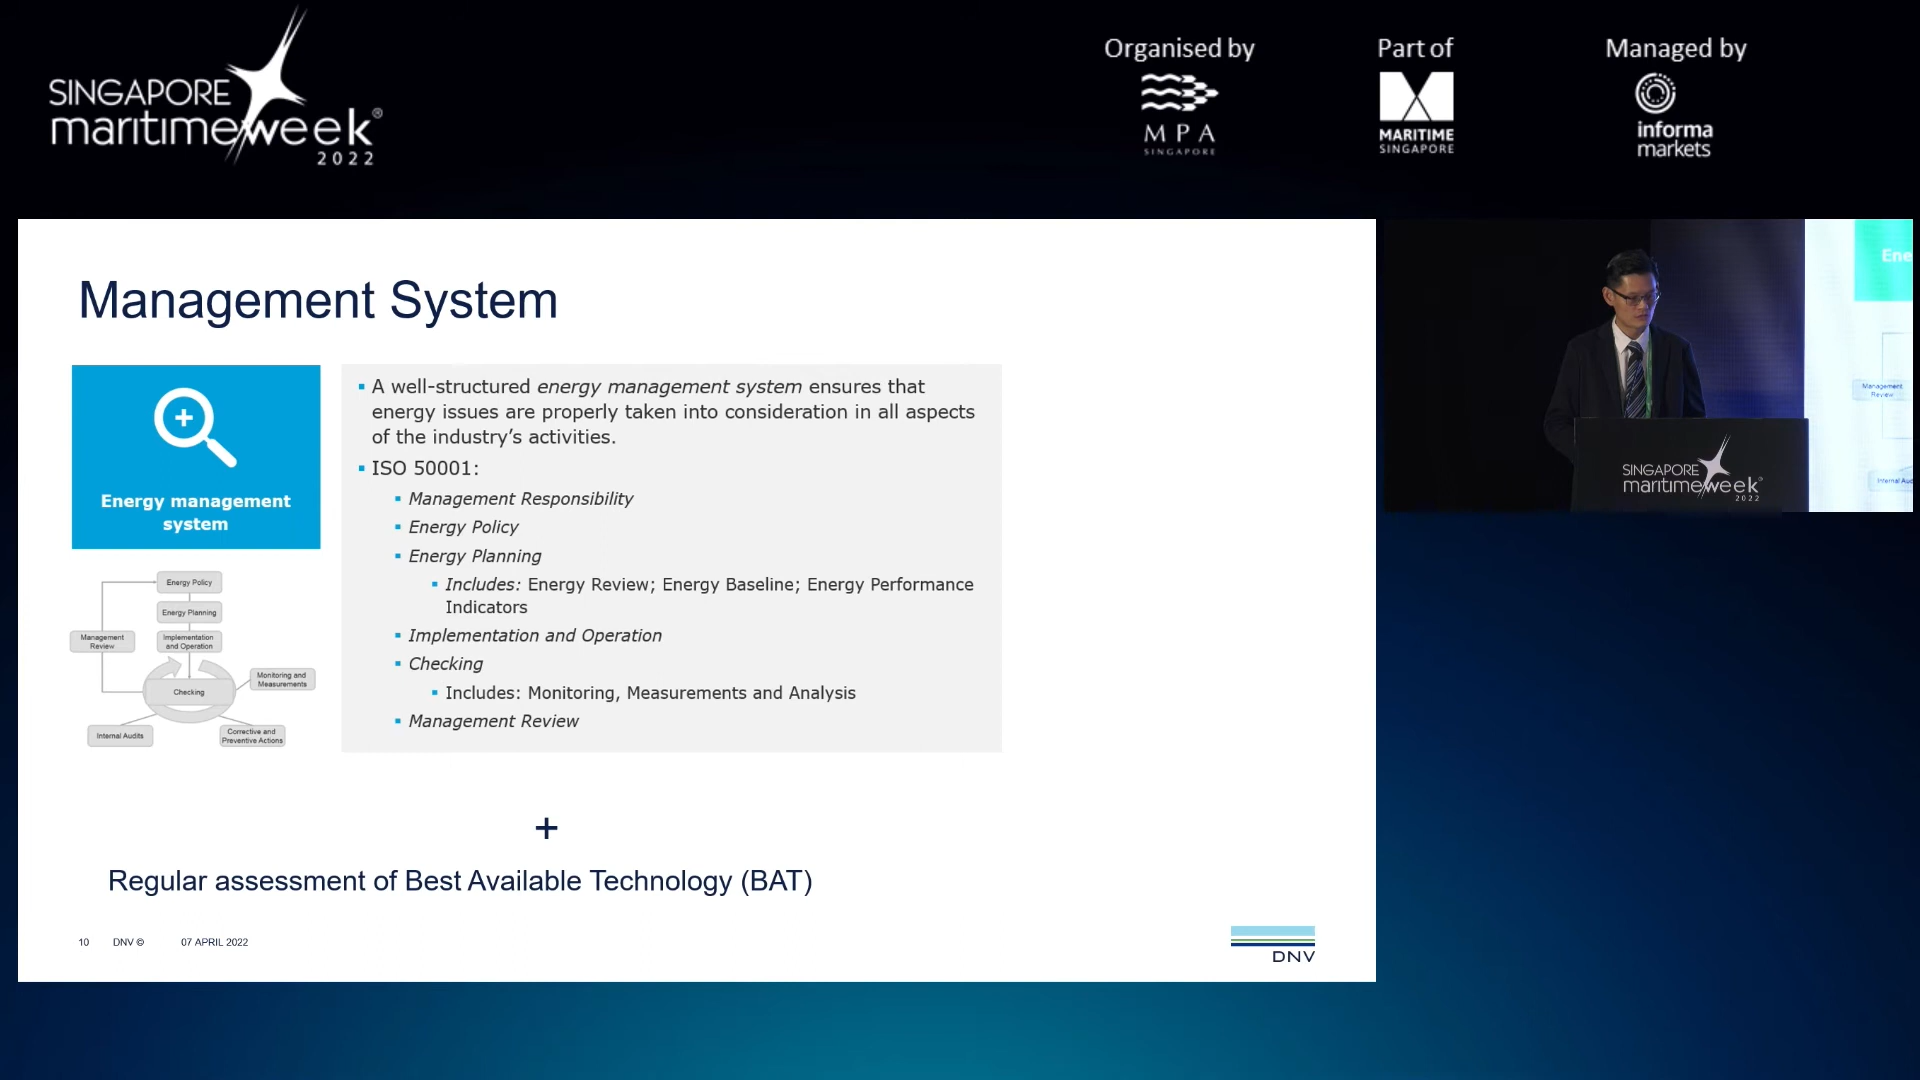 SINGAPORE
maritimeweek®
2022
Organised by
MPA
SINGAPORE
Part of
MARITIME
SINGAPORE
Managed by
informa
markets
Management System
Energy management
system
▪ A well-structured energy management system ensures that
energy issues are properly taken into consideration in all aspects
of the industry’s activities.
▪ ISO 50001:
▪ Management Responsibility
▪ Energy Policy
▪ Energy Planning
▪ Includes: Energy Review; Energy Baseline; Energy Performance
Indicators
▪ Implementation and Operation
▪ Checking
▪ Includes: Monitoring, Measurements and Analysis
▪ Management Review
Energy Policy
Energy Planning
Management
Review
Implementation
and Operation
Monitoring and
Measurements
Checking
Internal Audits
Corrective and
Preventive Actions
+
Regular assessment of Best Available Technology (BAT)
10 DNV © 07 APRIL 2022
DNV
Ene
Management
Review
Internal Aud
SINGAPORE
maritimeweek
2022